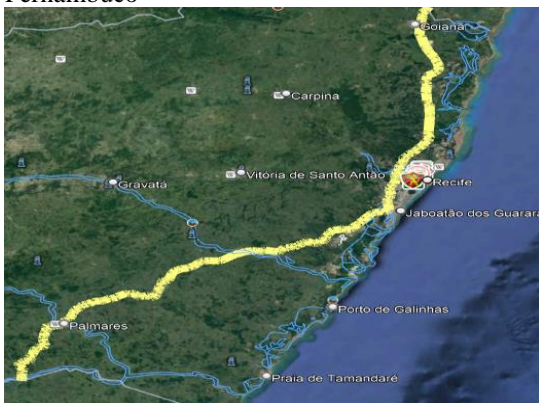 Pernambuco
Goiana
Carpina
Vitória de Santo Antão
Gravatá
Recife
Jaboatão dos Guarara
Porto de Galinhas
Palmares
Praia de Tamandaré